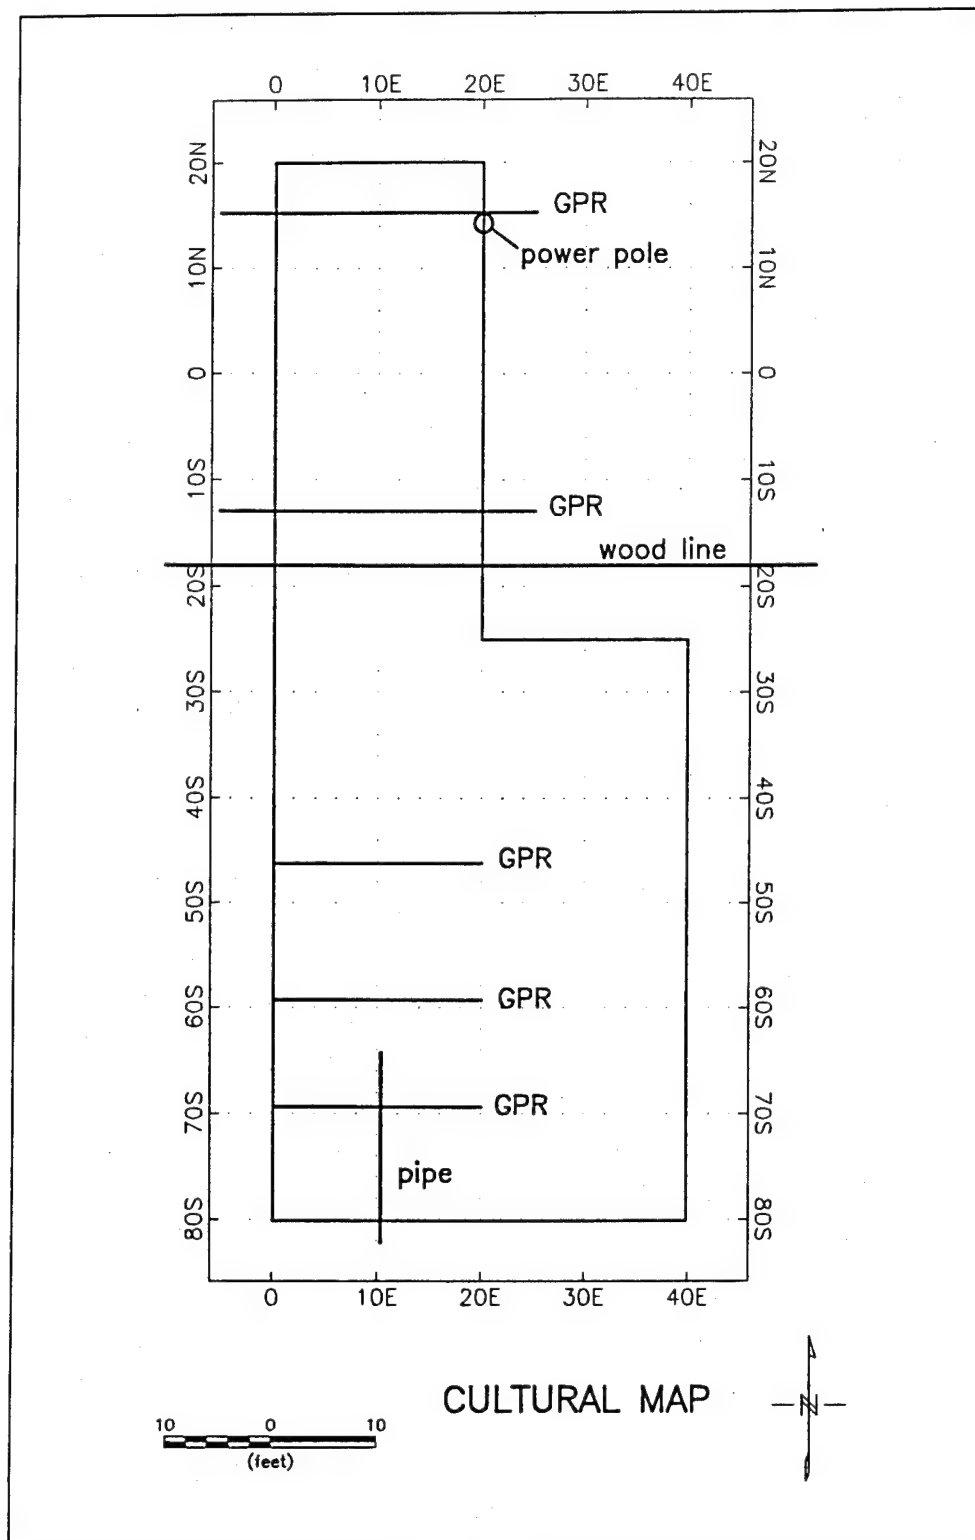 0 10E 20E 30E 40E
20N 20N
GPR
power pole
10N 10N
0 0
10S 10S
GPR
wood line
20S 20S
30S 30S
40S 40S
GPR
50S 50S
GPR
60S 60S
GPR
70S 70S
pipe
80S 80S
0 10E 20E 30E 40E
CULTURAL MAP
N
10 0 10
(feet)